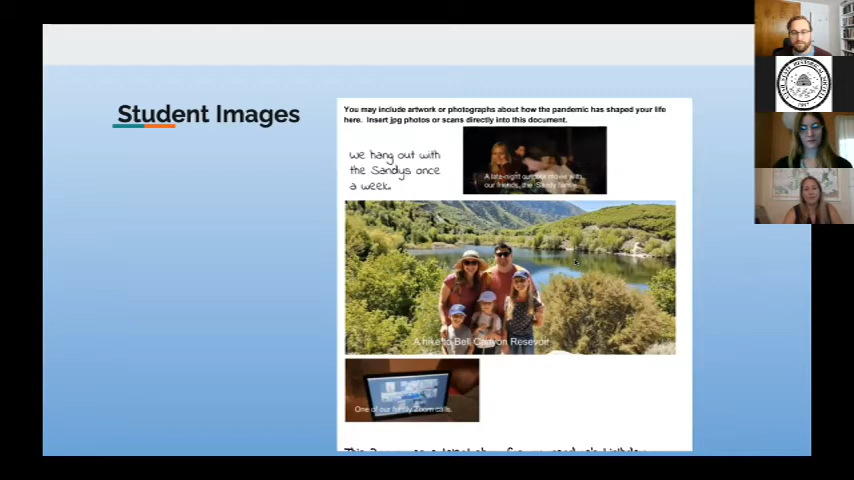 Student Images
You may include artwork or photographs about how the pandemic has shaped your life
here. Insert jpg photos or scans directly into this document.
we hang out with
the Sandys once
a week.
A late-night outdoor movie with
our friends, the Sandy family.
A hike to Bell Canyon Resevoir!
One of our family Zoom calls.